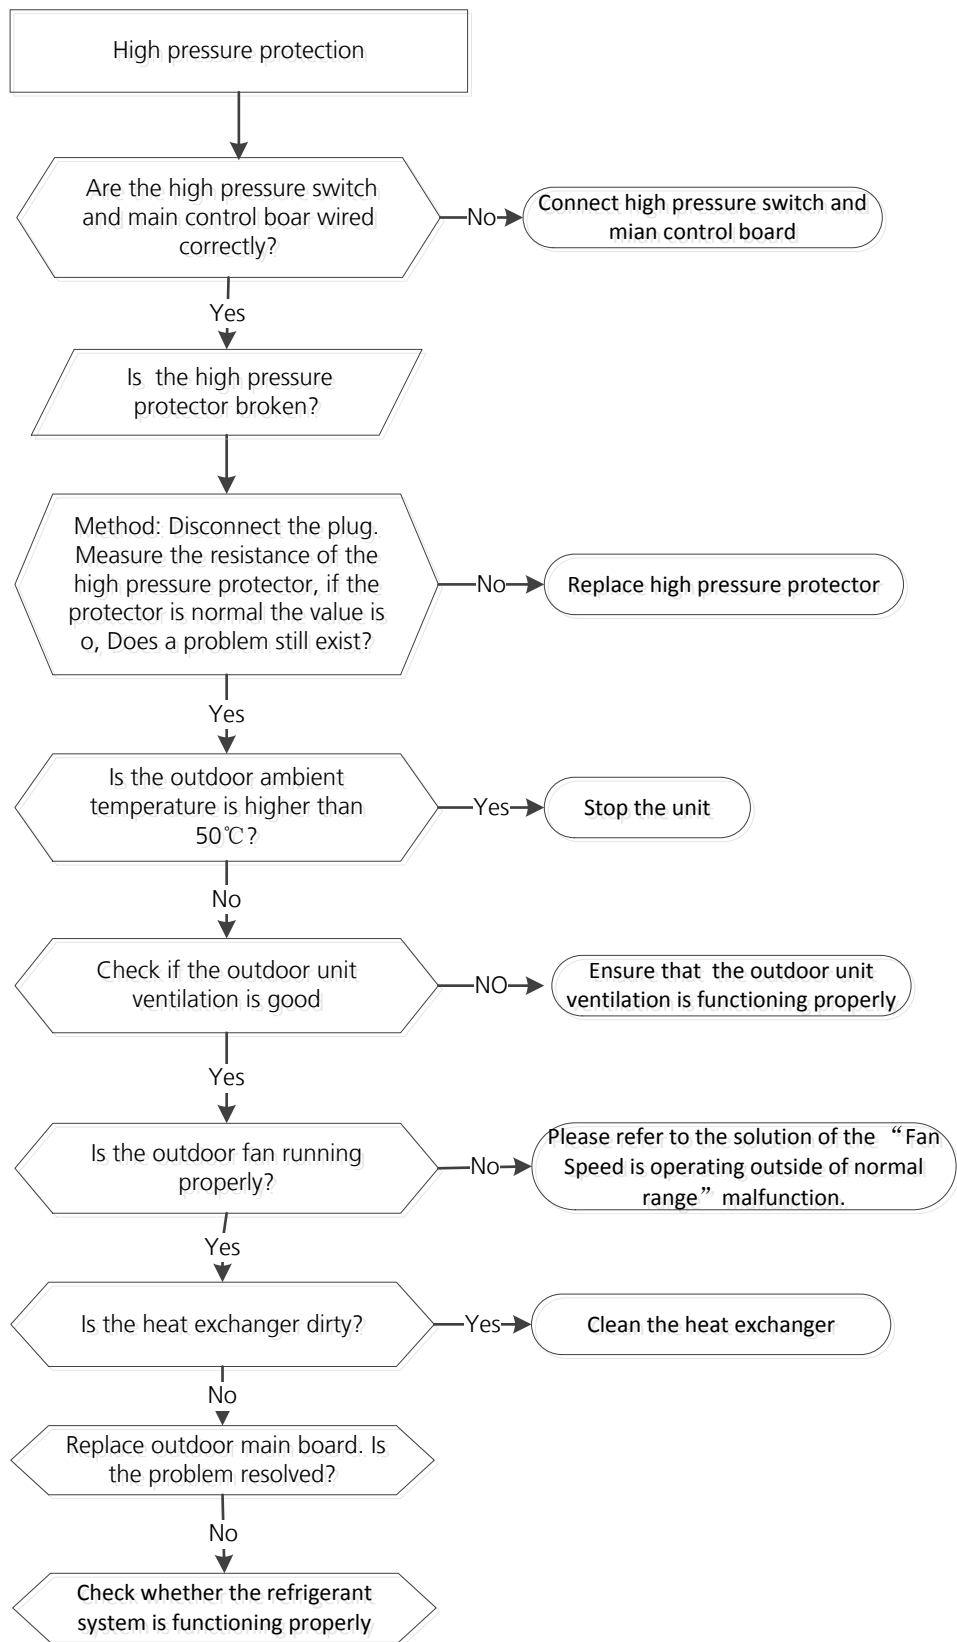 High pressure protection
Are the high pressure switch
and main control boar wired
correctly?
No
Connect high pressure switch and
mian control board
Yes
Is the high pressure
protector broken?
Method: Disconnect the plug.
Measure the resistance of the
high pressure protector, if the
protector is normal the value is
o, Does a problem still exist?
No
Replace high pressure protector
Yes
Is the outdoor ambient
temperature is higher than
50℃?
Yes
Stop the unit
No
Check if the outdoor unit
ventilation is good
NO
Ensure that the outdoor unit
ventilation is functioning properly
Yes
Is the outdoor fan running
properly?
No
Please refer to the solution of the “Fan
Speed is operating outside of normal
range” malfunction.
Yes
Is the heat exchanger dirty?
Yes
Clean the heat exchanger
No
Replace outdoor main board. Is
the problem resolved?
No
Check whether the refrigerant
system is functioning properly